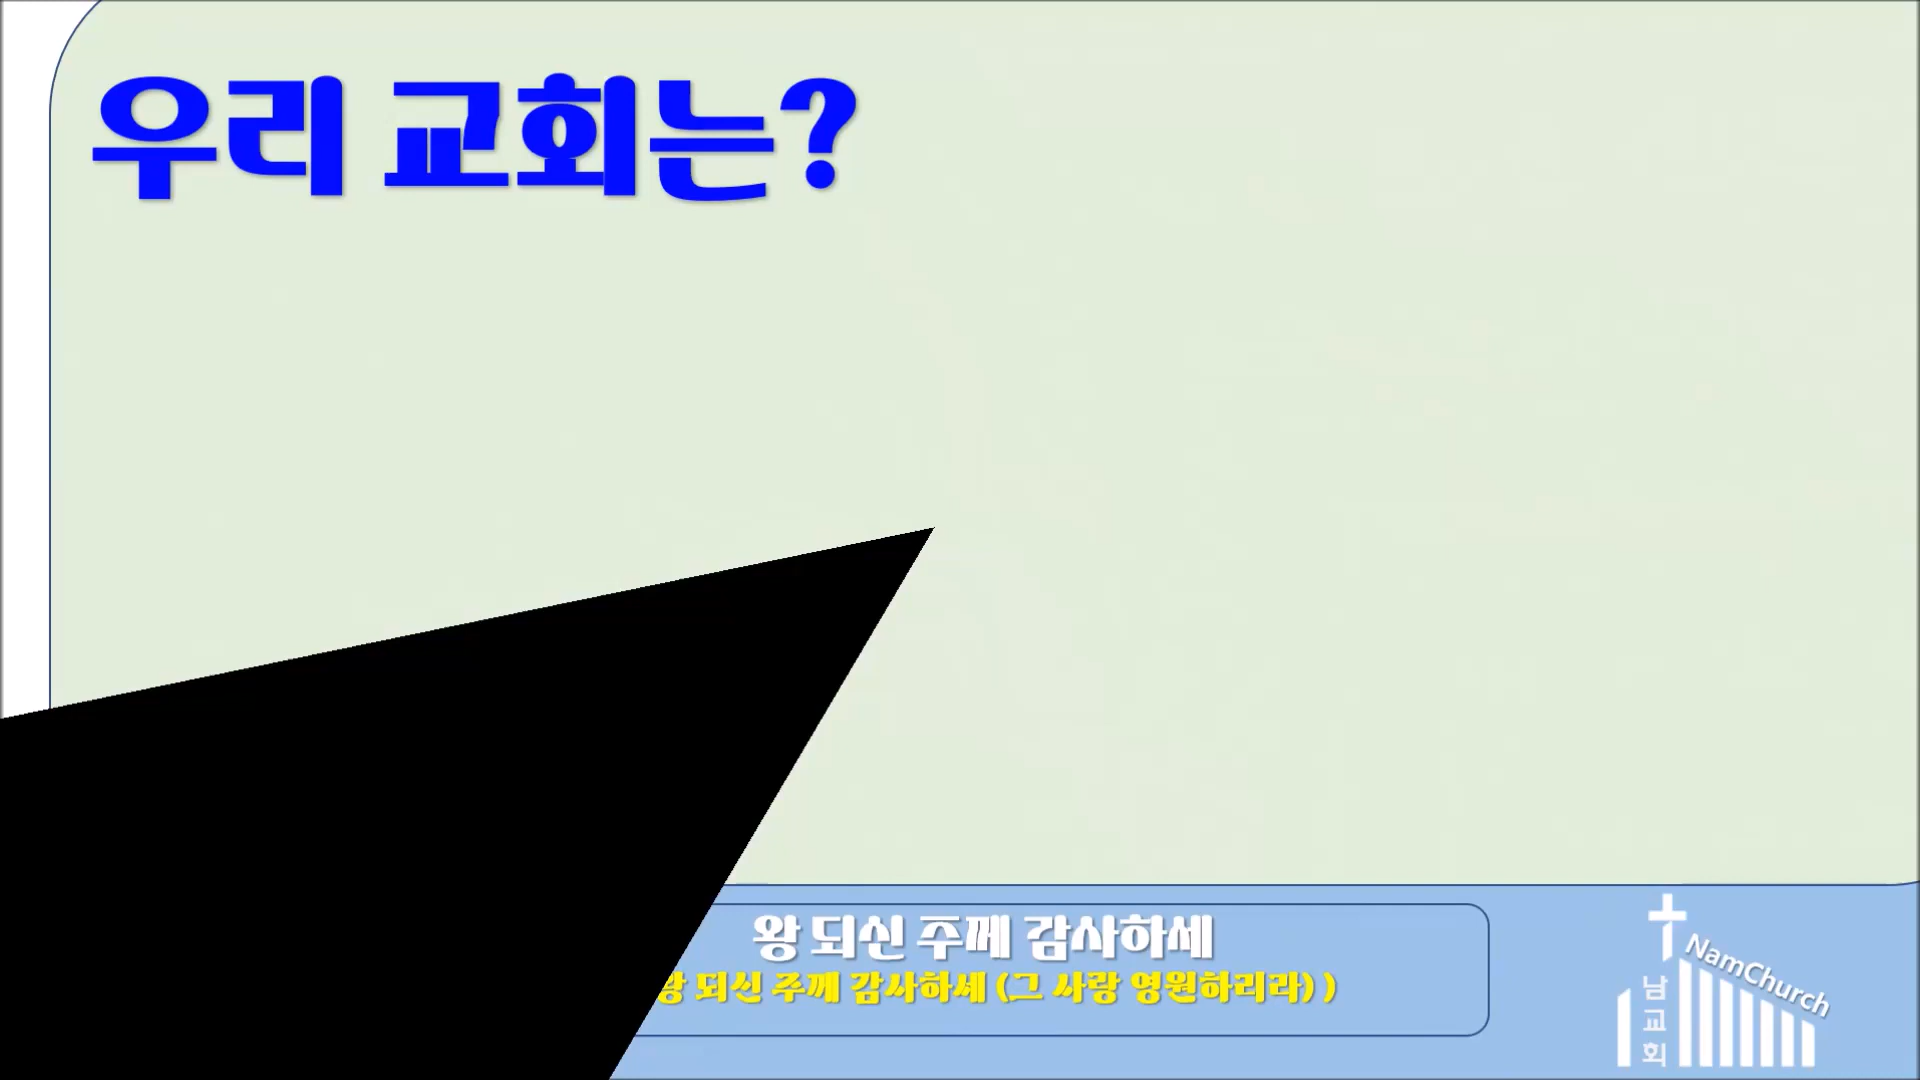 우리 교회는?
왕 되신 주께 감사하세
되신 주께 감사하세 (그 사랑 영원하리라) )
NamChurch
남교회